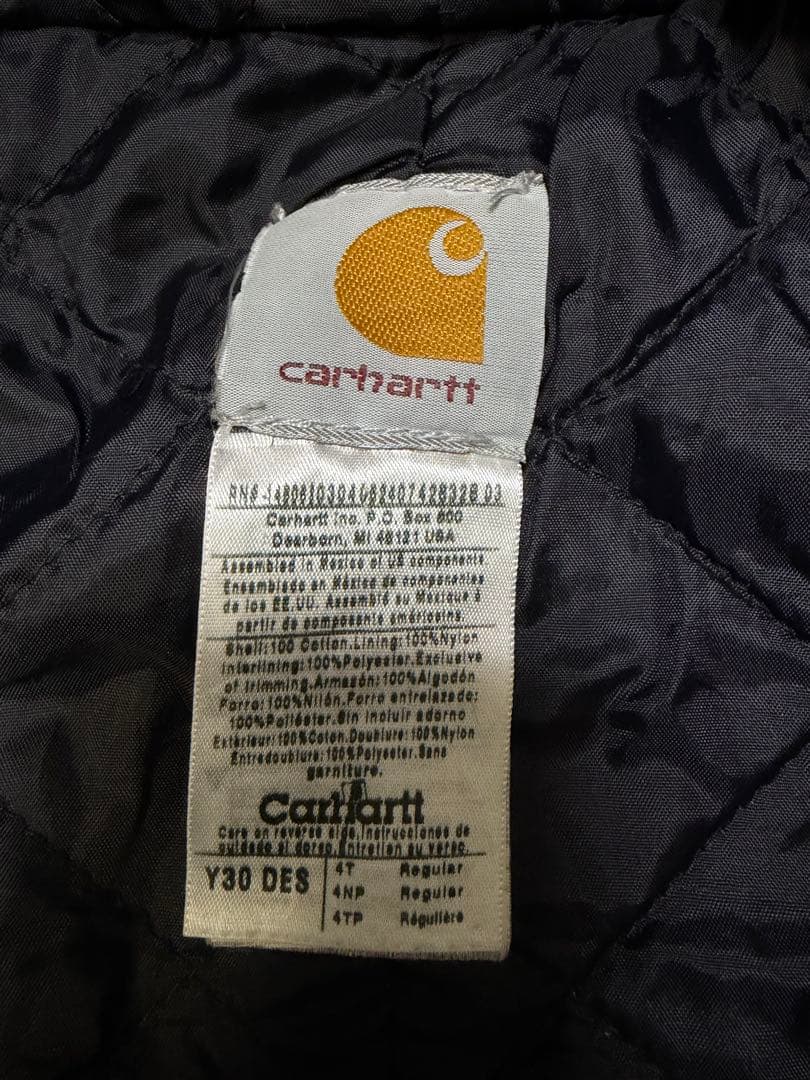 carhartt
Carhartt Inc. P.O. Box 600
Dearborn, MI 48121 USA
Assembled in Mexico of US components
Ensamblado en México de componentes
de los EE.UU. Assemblé au Mexique à
partir de composants américains.
Shell:100 Cotton.Lining:100%Nylon
Interlining:100%Polyester.Exclusive
of trimming.Armasón:100%Algodón
Forro:100%Nilón.Forro entrelazado:
100%Poliéster.Sin incluir adorno
Extérieur:100%Coton.Doublure:100%Nylon
Entredoublure:100%Polyester.Sans
garniture.
Carhartt
Care on reverse side.Instrucciones de
cuidado al dorso.Entretien au verso.
Y30 DES
4T Regular
4NP Regular
4TP Régulière